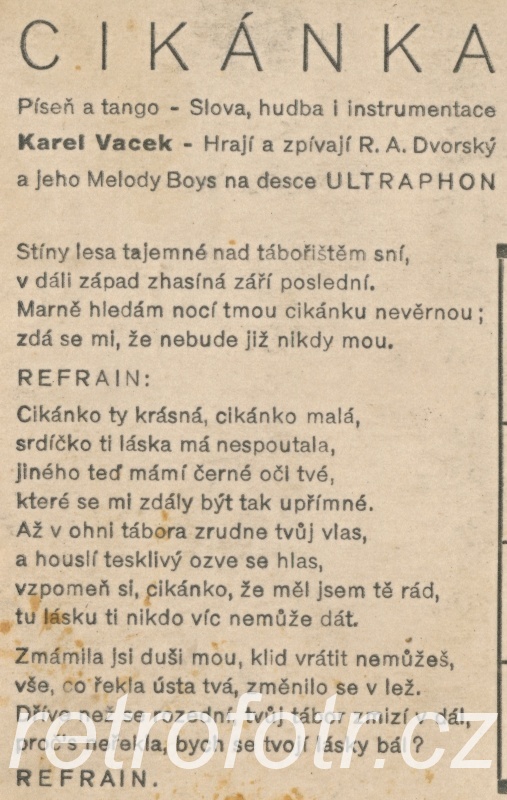 CIKÁNKA
Píseň a tango - Slova, hudba i instrumentace
Karel Vacek - Hrají a zpívají R. A. Dvorský
a jeho Melody Boys na desce ULTRAPHON
Stíny lesa tajemné nad tábořištěm sní,
v dáli západ zhasíná září poslední.
Marně hledám nocí tmou cikánku nevěrnou;
zdá se mi, že nebude již nikdy mou.
REFRAIN:
Cikánko ty krásná, cikánko malá,
srdíčko ti láska má nespoutala,
jiného teď mámí černé oči tvé,
které se mi zdály být tak upřímné.
Až v ohni tábora zrudne tvůj vlas,
a houslí tesklivý ozve se hlas,
vzpomeň si, cikánko, že měl jsem tě rád,
tu lásku ti nikdo víc nemůže dát.
Zmámila jsi duši mou, klid vrátit nemůžeš,
vše, co řekla ústa tvá, změnilo se v lež.
Dříve než se rozední, tvůj tábor zmizí v dál,
proč's neřekla, bych se tvojí lásky bál?
retrofotr.cz
REFRAIN.